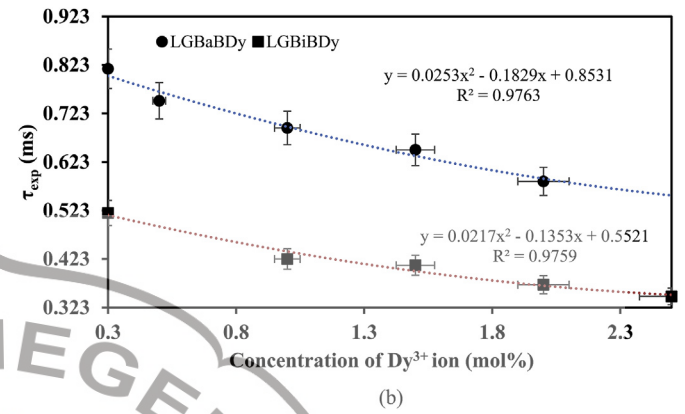 0.923
0.823
0.723
0.623
0.523
0.423
0.323
τexp (ms)
LGBaBDy LGBiBDy
y = 0.0253x² - 0.1829x + 0.8531
R² = 0.9763
y = 0.0217x² - 0.1353x + 0.5521
R² = 0.9759
0.3 0.8 1.3 1.8 2.3
Concentration of Dy³⁺ ion (mol%)
(b)